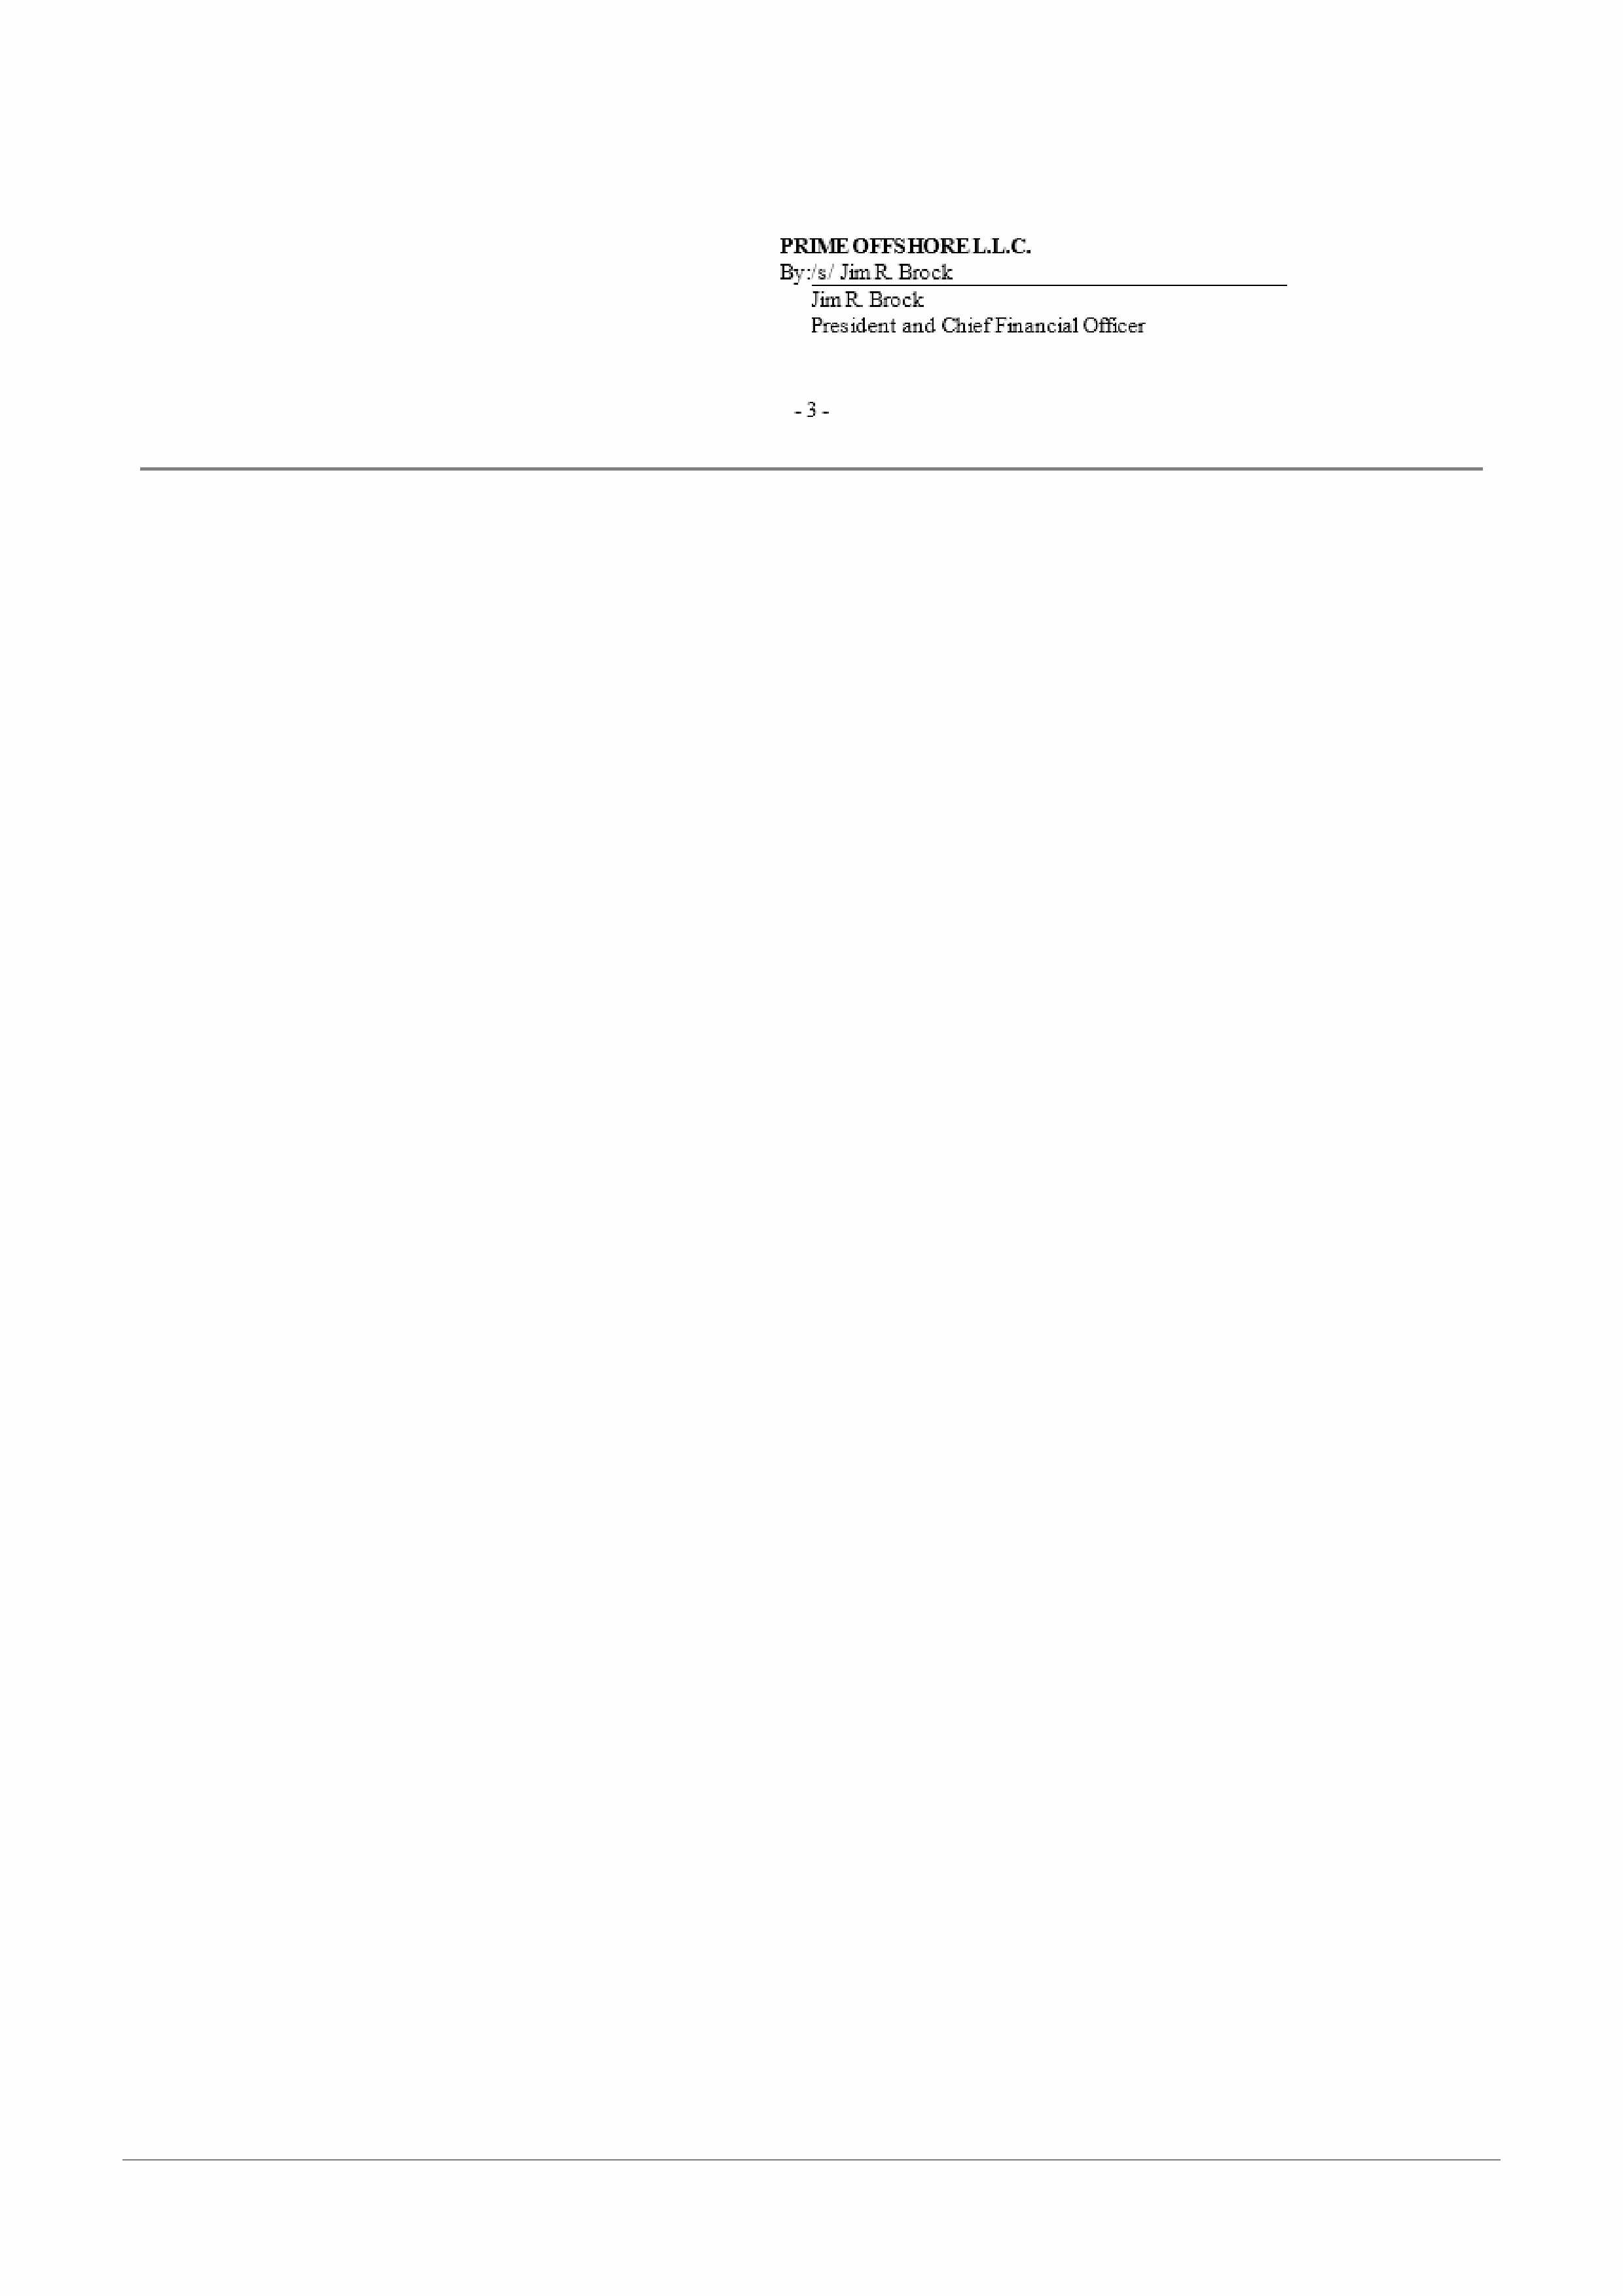 PRIME OFFSHORE L.L.C.
By:/s/ Jim R. Brock
Jim R. Brock
President and Chief Financial Officer
- 3 -